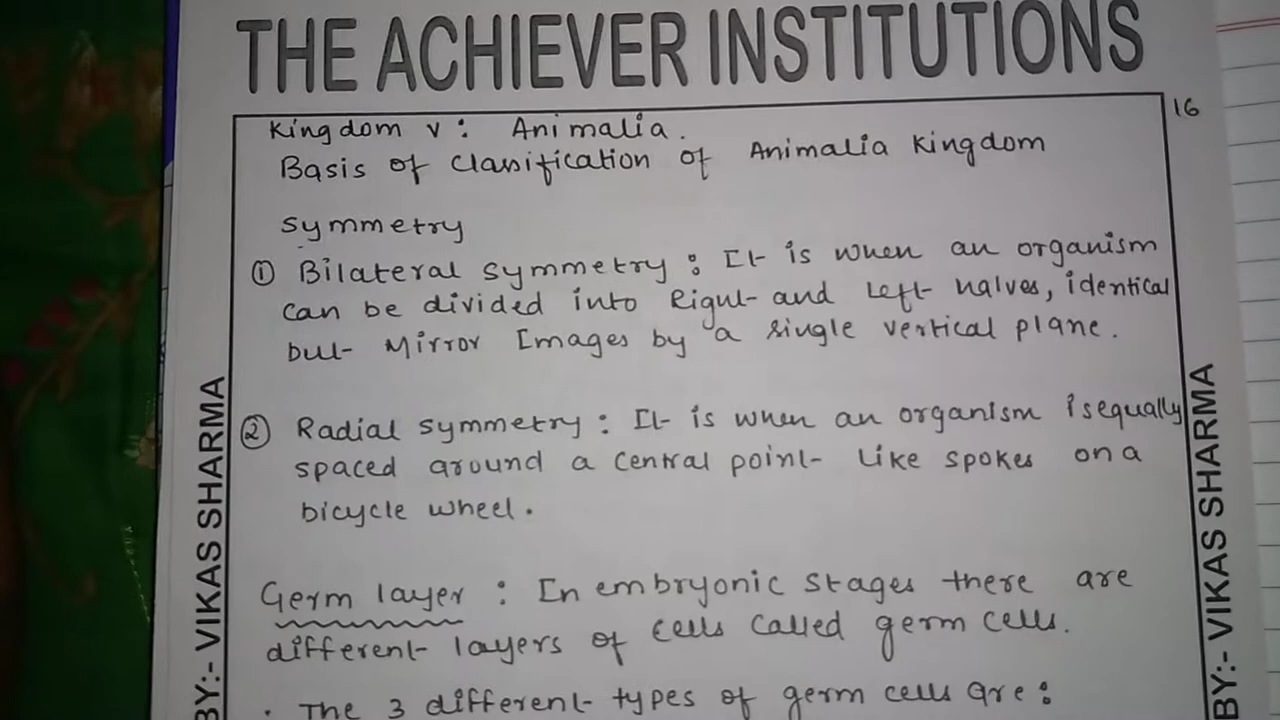 THE ACHIEVER INSTITUTIONS
16
Kingdom V : Animalia.
Basis of Classification of Animalia Kingdom
Symmetry
① Bilateral symmetry : It is when an organism
can be divided into Right and Left halves, identical
but Mirror Images by a single vertical plane.
② Radial symmetry : It is when an organism is equally
spaced around a central point like spokes on a
bicycle wheel.
Germ layer : In embryonic stages there are
different layers of cells called germ cells.
· The 3 different types of germ cells are :
BY:- VIKAS SHARMA
BY:- VIKAS SHARMA